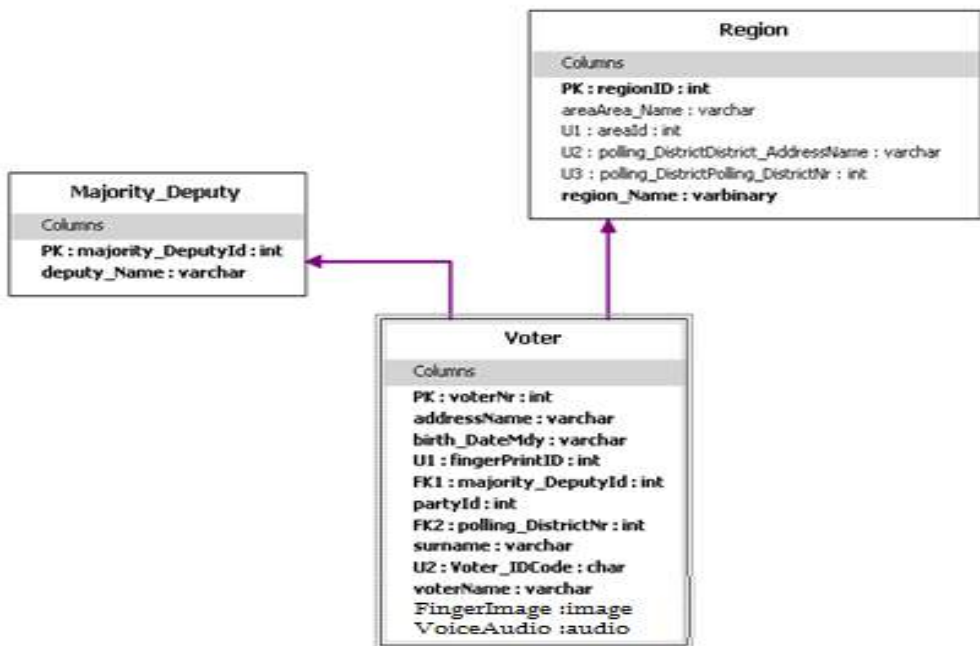 Region
Columns
PK : regionID : int
areaArea_Name : varchar
U1 : areaId : int
U2 : polling_DistrictDistrict_AddressName : varchar
U3 : polling_DistrictPolling_DistrictNr : int
region_Name : varbinary
Majority_Deputy
Columns
PK : majority_DeputyId : int
deputy_Name : varchar
Voter
Columns
PK : voterNr : int
addressName : varchar
birth_DateMdy : varchar
U1 : fingerPrintID : int
FK1 : majority_DeputyId : int
partyId : int
FK2 : polling_DistrictNr : int
surname : varchar
U2 : Voter_IDCode : char
voterName : varchar
FingerImage :image
VoiceAudio :audio